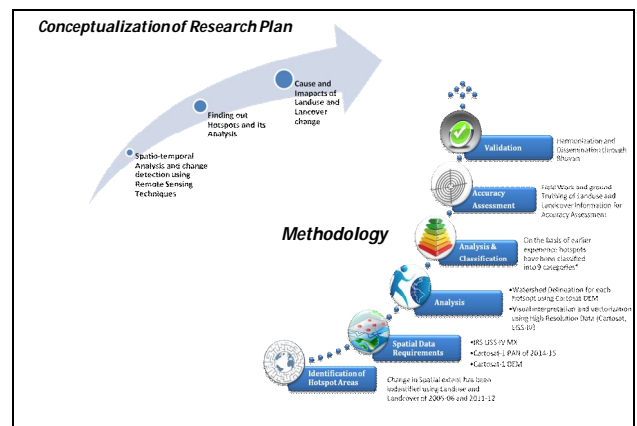 Conceptualization of Research Plan
Cause and
Imapacts of
Landuse and
Lancover
change
Finding out
Hotspots and its
Analysis
Spatio-temporal
Analysis and change
detection using
Remote Sensing
Techniques
Methodology
Validation
Harmonization and
Dissemination through
Bhuvan
Accuracy
Assessment
Field Work and ground
Truthing of Landuse and
Landcover Information for
Accuracy Assessment
Analysis &
Classification
On the basis of earlier
experience hotspots
have been classified
into 9 categories*
Analysis
•Watershed Delineation for each
hotsopt using Cartosat DEM
•Visual interpretation and vectorization
using High Resolution Data (Cartosat,
LISS-IV)
Spatial Data
Requirements
•IRS LISS-IV MX
•Cartosat-1 PAN of 2014-15
•Cartosat-1 DEM
Identification of
Hotspot Areas
Change in Spatial extent has been
indentified using Landuse and
Landcover of 2005-06 and 2011-12